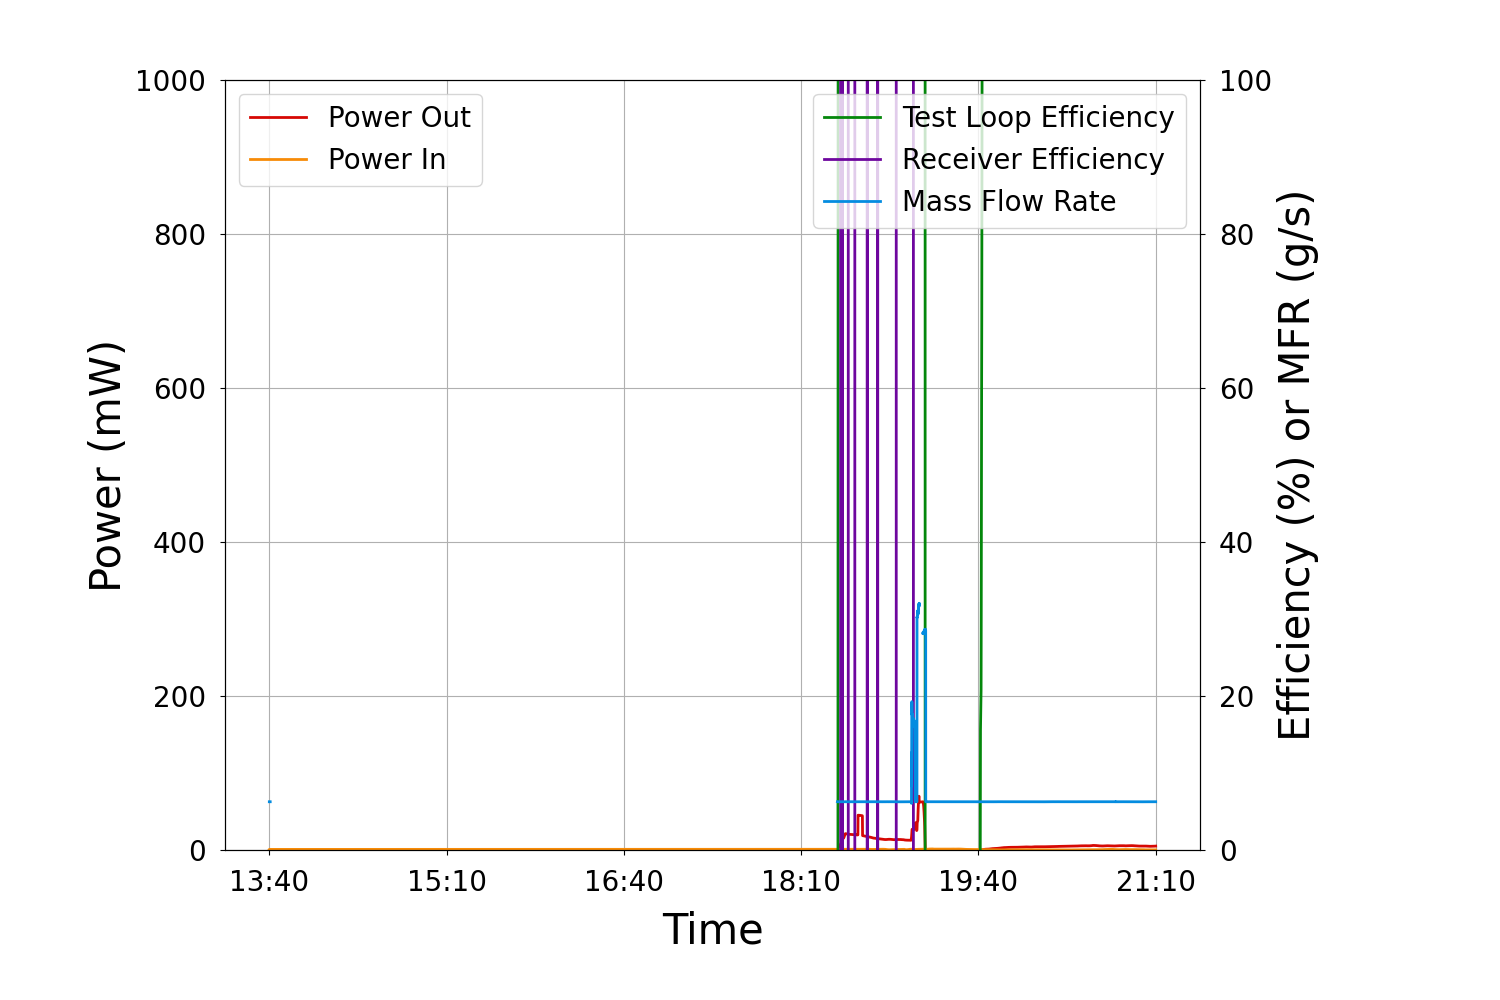 1000
800
600
400
200
0
Power (mW)
Power Out
Power In
Test Loop Efficiency
Receiver Efficiency
Mass Flow Rate
100
80
60
40
20
0
Efficiency (%) or MFR (g/s)
13:40 15:10 16:40 18:10 19:40 21:10
Time